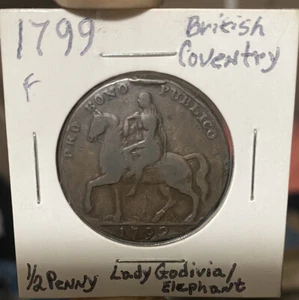 1799
British
Coventry
F
PRO BONO PUBLICO
1792
1/2 Penny
Lady Godivia/
Elephant